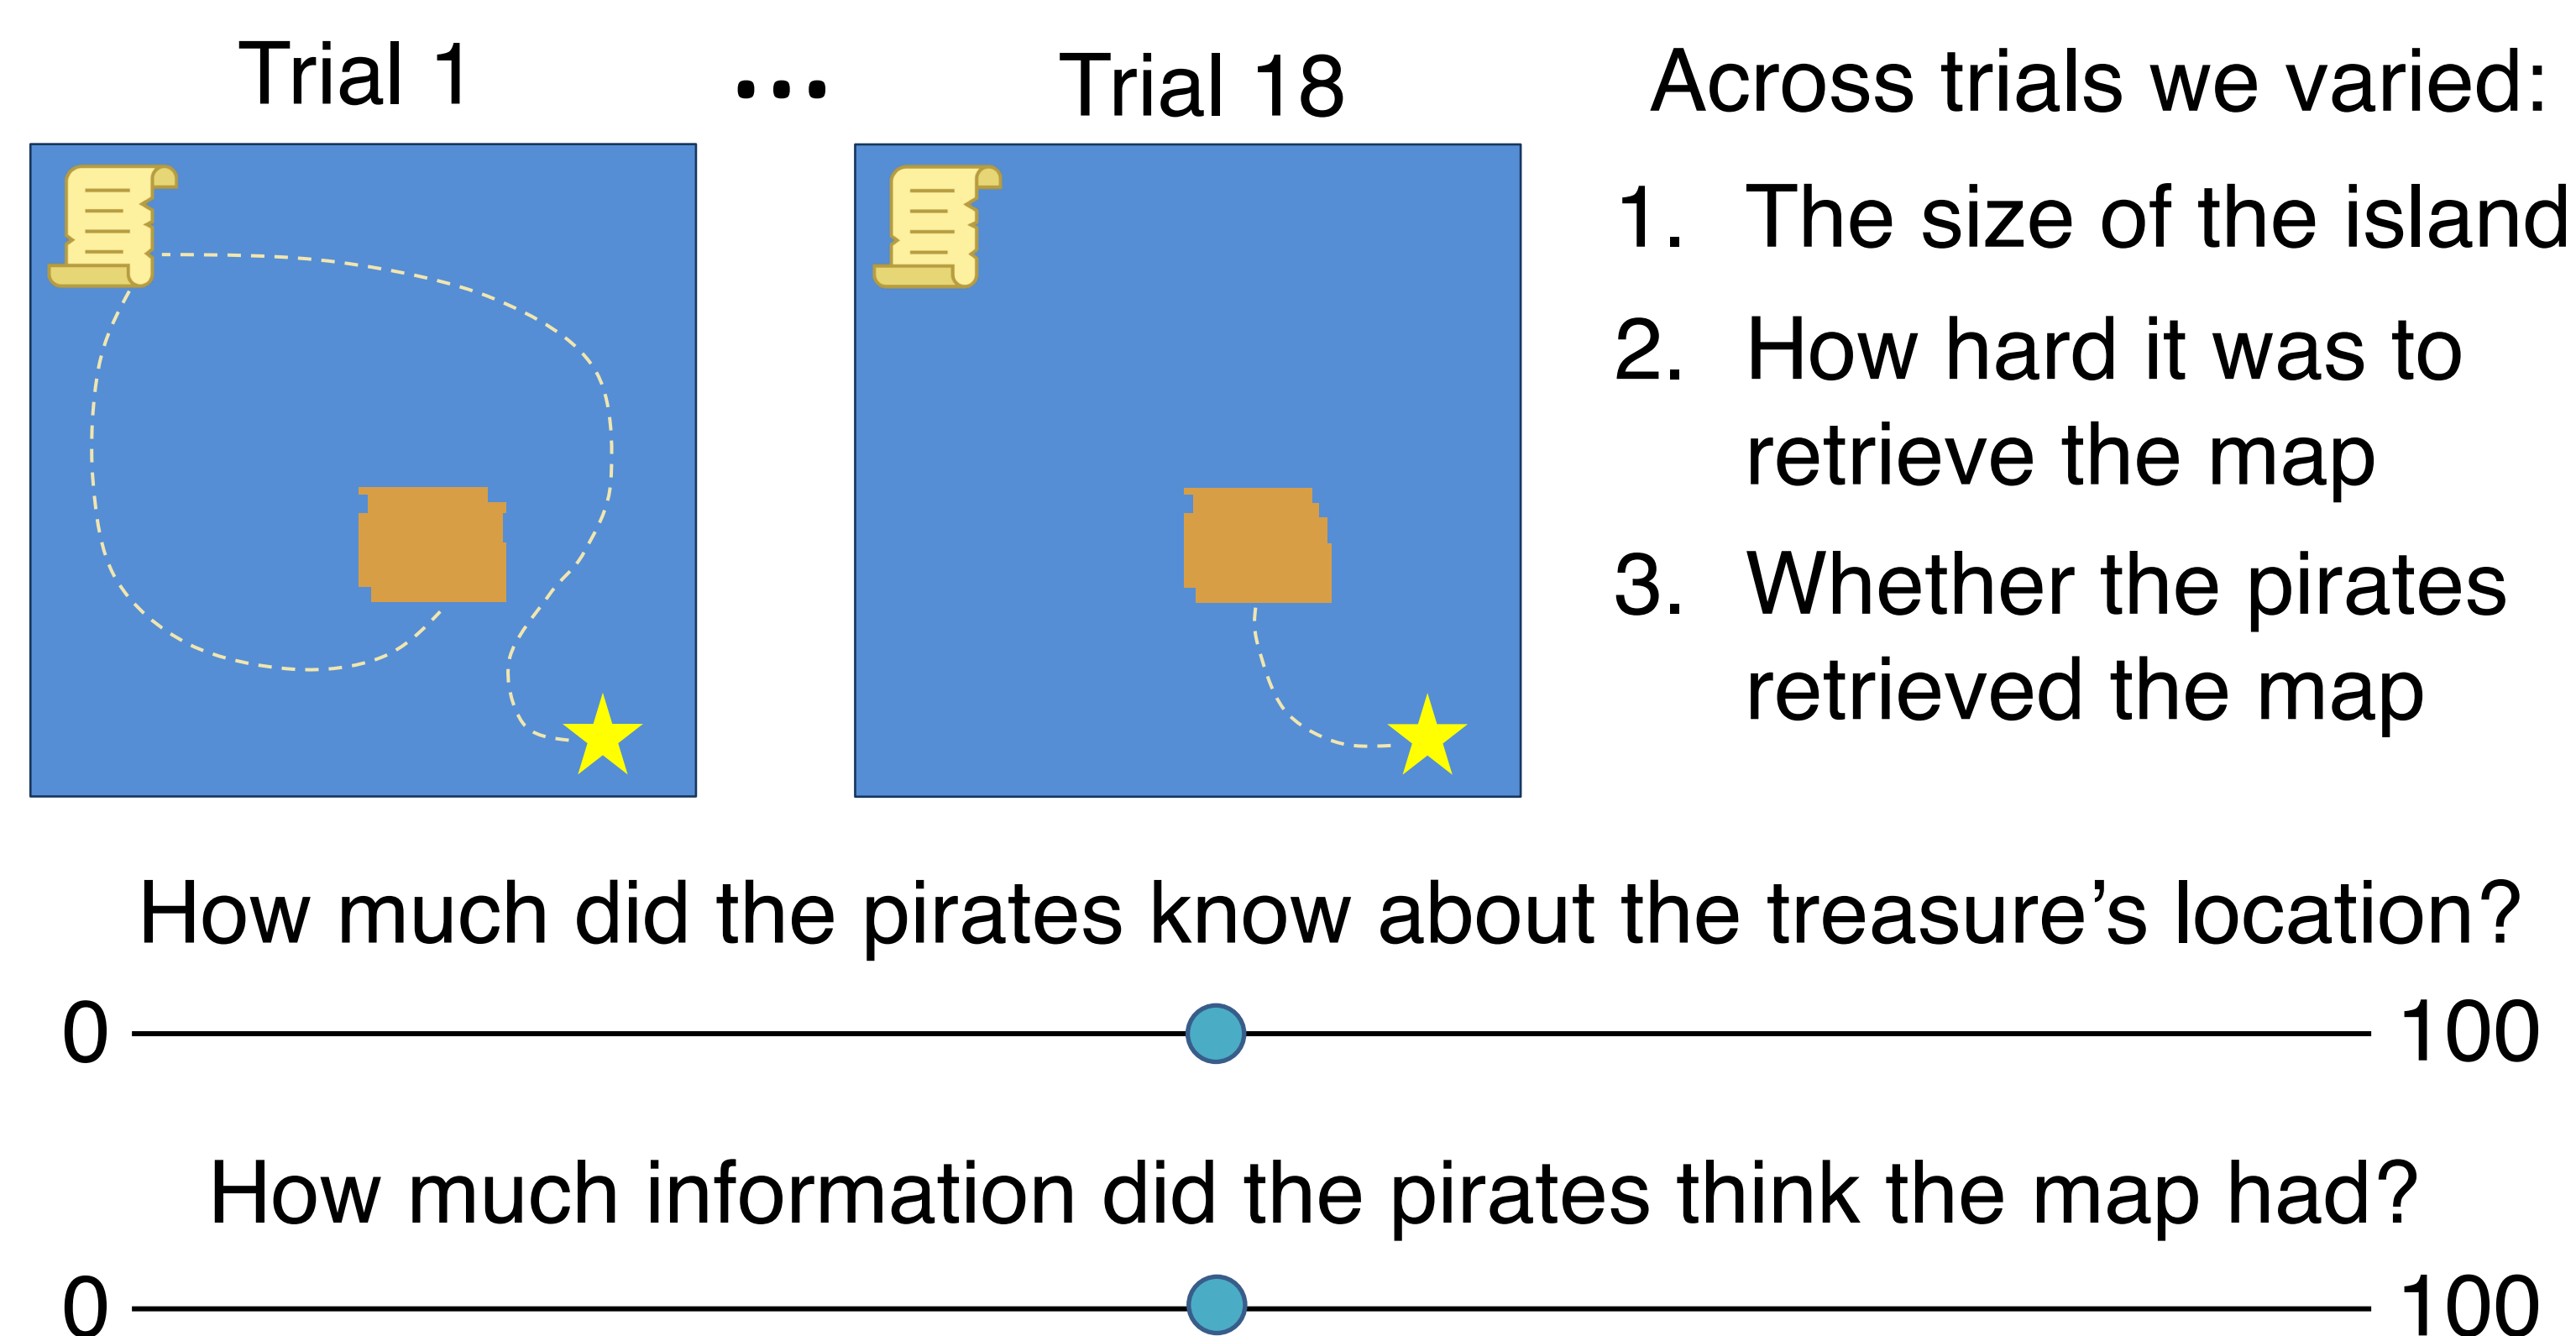 Trial 1
...
Trial 18
Across trials we varied:
1. The size of the island
2. How hard it was to
retrieve the map
3. Whether the pirates
retrieved the map
How much did the pirates know about the treasure’s location?
0 100
How much information did the pirates think the map had?
0 100